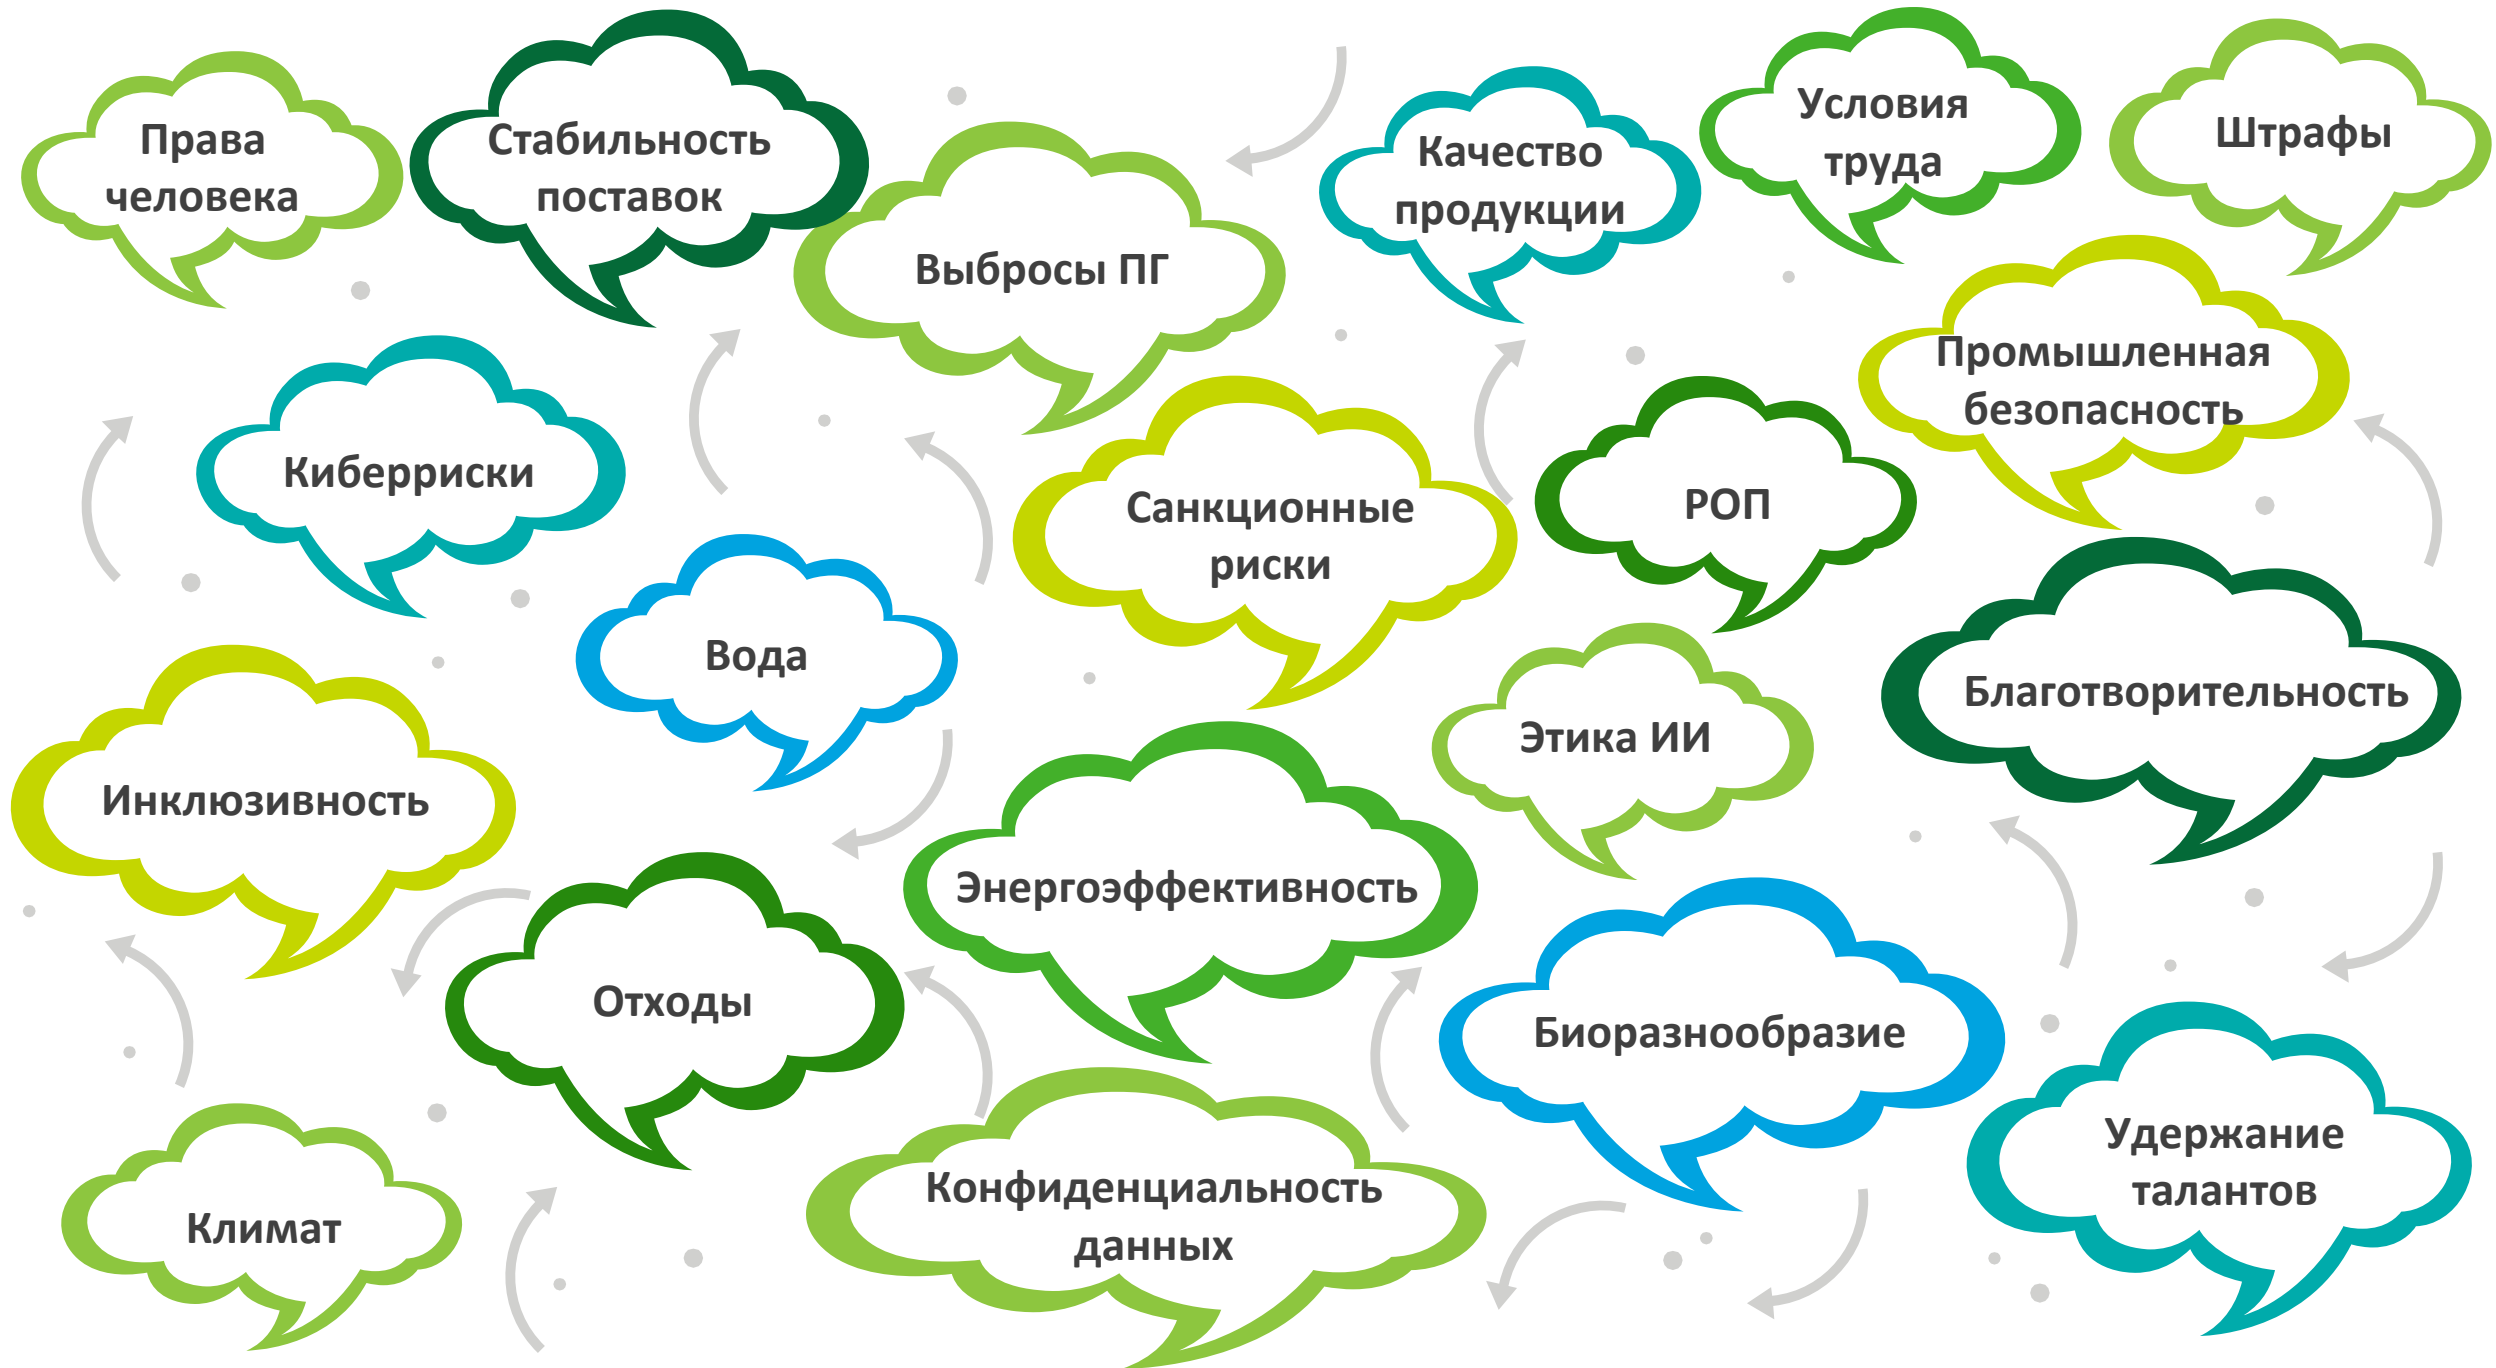 Права
человека
Стабильность
поставок
Выбросы ПГ
Качество
продукции
Условия
труда
Штрафы
Киберриски
Санкционные
риски
РОП
Промышленная
безопасность
Вода
Инклюзивность
Этика ИИ
Благотворительность
Энергоэффективность
Отходы
Биоразнообразие
Климат
Конфиденциальность
данных
Удержание
талантов